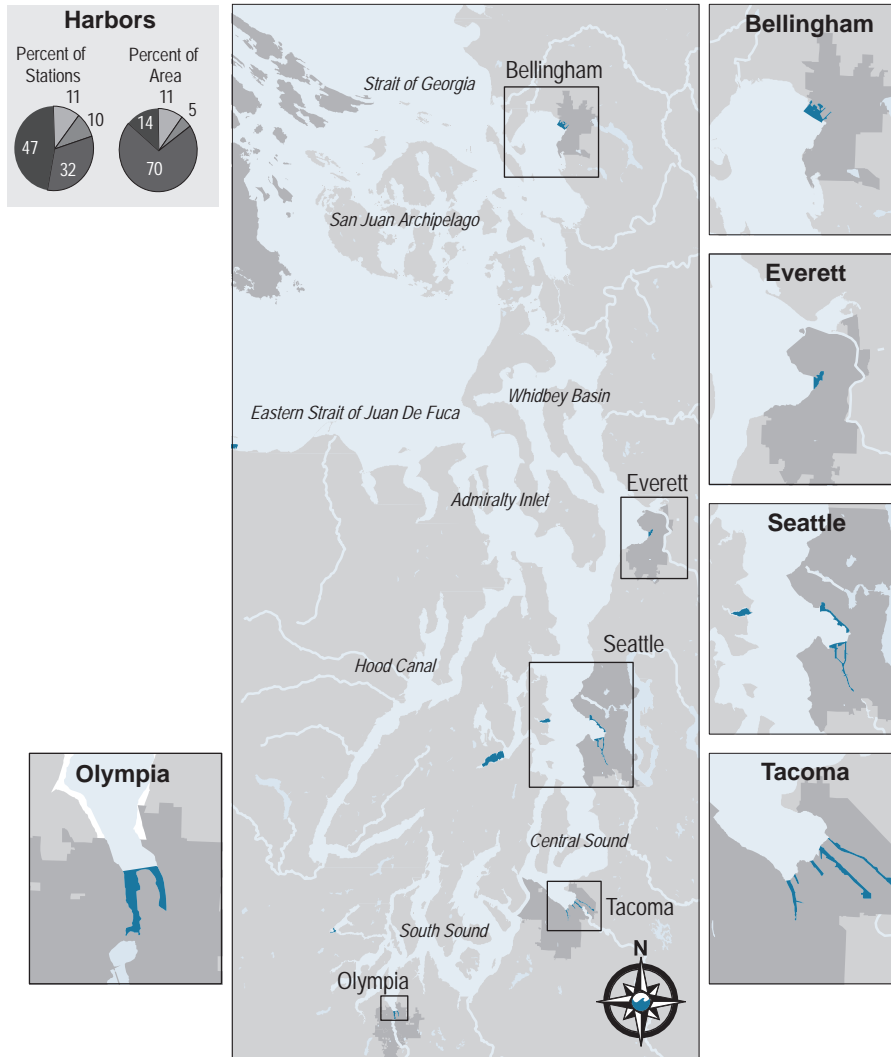 Harbors
Percent of
Stations
Percent of
Area
11
10
32
47
11
5
70
14
Strait of Georgia
Bellingham
San Juan Archipelago
Whidbey Basin
Eastern Strait of Juan De Fuca
Everett
Admiralty Inlet
Seattle
Hood Canal
Central Sound
Tacoma
South Sound
Olympia
N
Bellingham
Everett
Seattle
Tacoma
Olympia